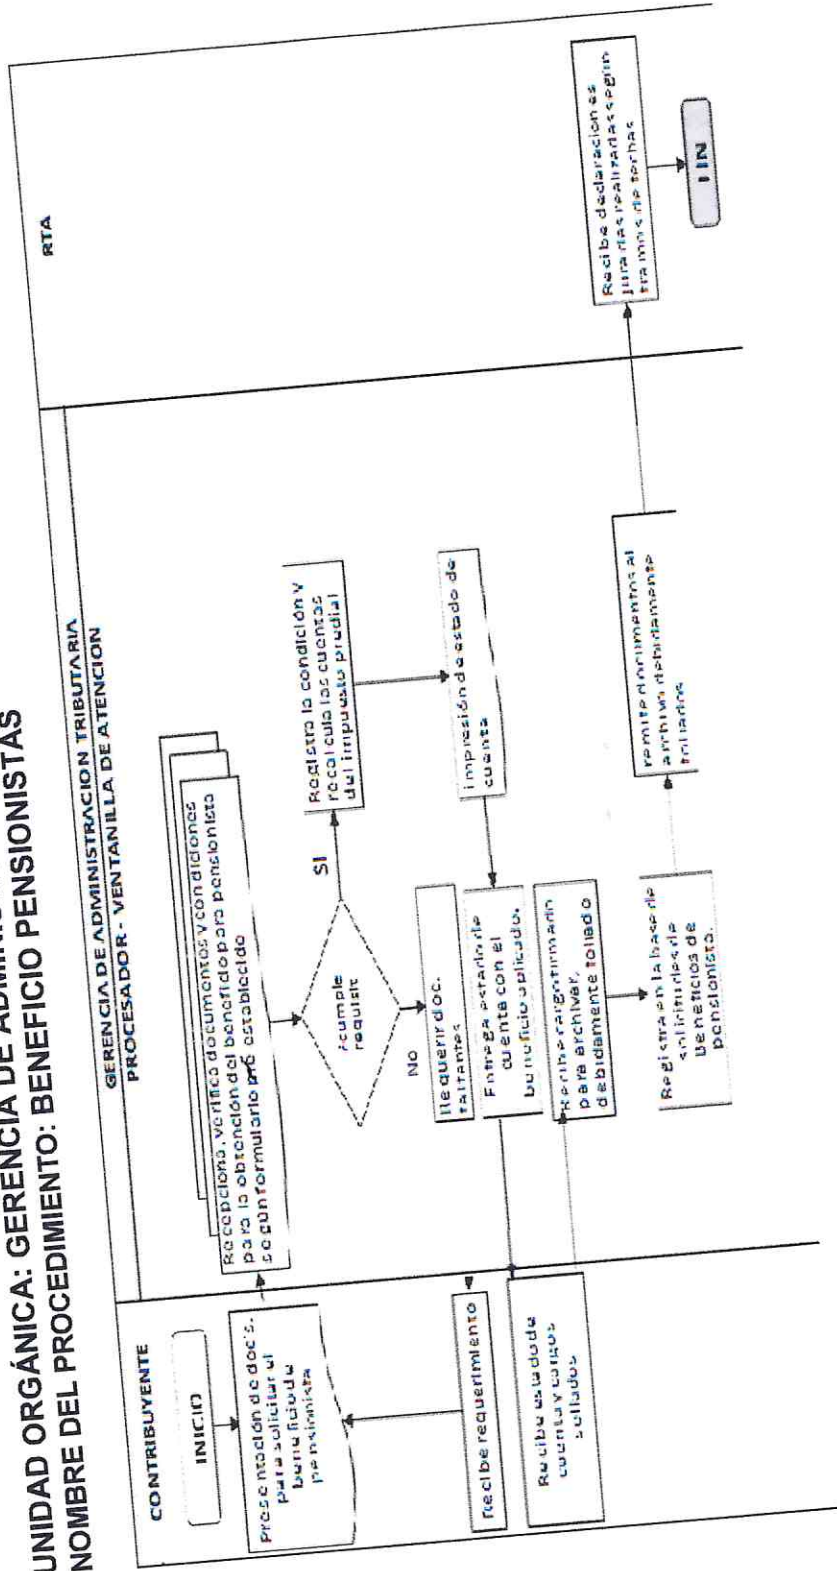 UNIDAD ORGÁNICA: GERENCIA DE
NOMBRE DEL PROCEDIMIENTO: BENEFICIO PENSIONISTAS
CONTRIBUYENTE
GERENCIA DE ADMINISTRACION TRIBUTARIA
PROCESADOR - VENTANILLA DE ATENCION
RTA
INICIO
Presentación de doc's.
para solicitar el
beneficio de
pensionista
Recepciona, verifica documentos y condiciones
para la obtención del beneficio para pensionista
segun formulario pre establecido
¿cumple
requisit
SI
No
Registra la condición y
recalcula las cuentas
del impuesto predial
impresión de estado de
cuenta
Requerir doc.
faltantes
Recibe requerimiento
Entrega estado de
cuenta con el
beneficio aplicado.
Recibe estado de
cuenta y cargos
sellados
Recibe cargo firmado
para archivar,
debidamente foliado
Registra en la base de
solicitudes de
Beneficios de
pensionista.
remite documentos al
archivo debidamente
foliados
Recibe declaraciones
juradas realizadas según
tramos de fechas
FIN